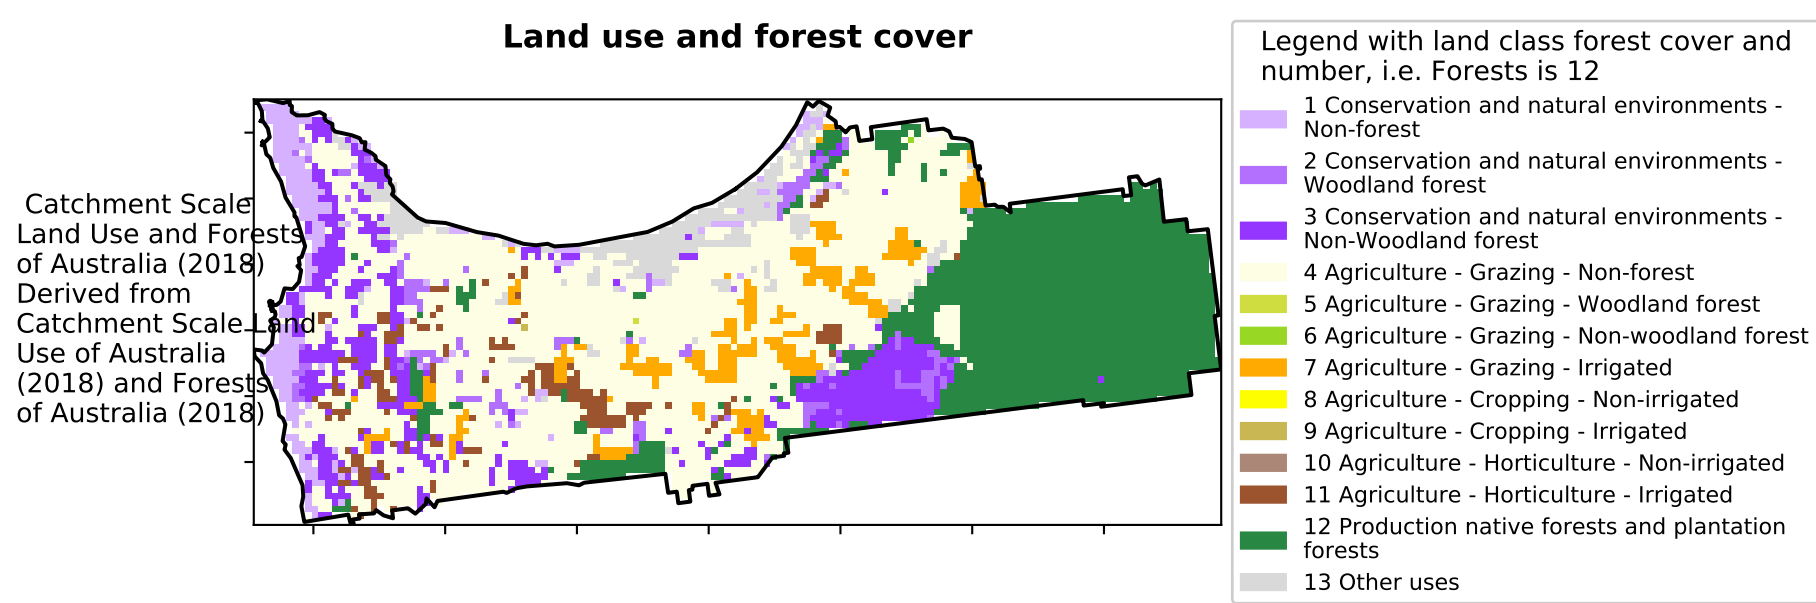 Land use and forest cover
Catchment Scale
Land Use and Forests
of Australia (2018)
Derived from
Catchment Scale Land
Use of Australia
(2018) and Forests
of Australia (2018)
Legend with land class forest cover and
number, i.e. Forests is 12
1 Conservation and natural environments -
Non-forest
2 Conservation and natural environments -
Woodland forest
3 Conservation and natural environments -
Non-Woodland forest
4 Agriculture - Grazing - Non-forest
5 Agriculture - Grazing - Woodland forest
6 Agriculture - Grazing - Non-woodland forest
7 Agriculture - Grazing - Irrigated
8 Agriculture - Cropping - Non-irrigated
9 Agriculture - Cropping - Irrigated
10 Agriculture - Horticulture - Non-irrigated
11 Agriculture - Horticulture - Irrigated
12 Production native forests and plantation
forests
13 Other uses